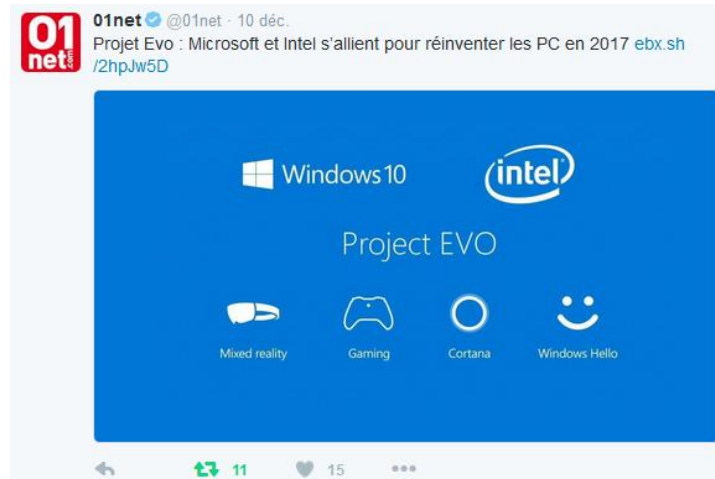 01net @01net · 10 déc.
Projet Evo : Microsoft et Intel s'allient pour réinventer les PC en 2017 ebx.sh
/2hpJw5D
01
net.com
Windows 10
intel
Project EVO
Mixed reality
Gaming
Cortana
Windows Hello
11
15